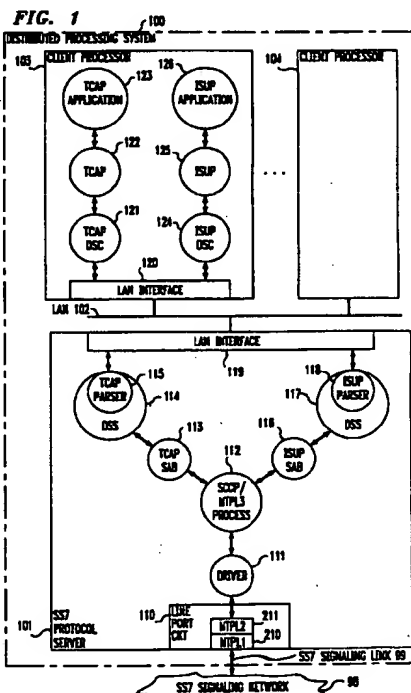 FIG. 1
100
DISTRIBUTED PROCESSING SYSTEM
103
CLIENT PROCESSOR
104
CLIENT PROCESSOR
123
TCAP
APPLICATION
126
ISUP
APPLICATION
122
TCAP
125
ISUP
121
TCAP
DSC
124
ISUP
DSC
...
120
LAN INTERFACE
LAN 102
LAN INTERFACE
119
115
TCAP
PARSER
114
DSS
118
117
ISUP
PARSER
DSS
113
TCAP
SAB
116
ISUP
SAB
112
SCCP/
MTPL3
PROCESS
111
DRIVER
110
LINE
PORT
CKT
211
MTPL2
210
MTPL1
101
SS7
PROTOCOL
SERVER
SS7 SIGNALING LINK 99
SS7 SIGNALING NETWORK
98